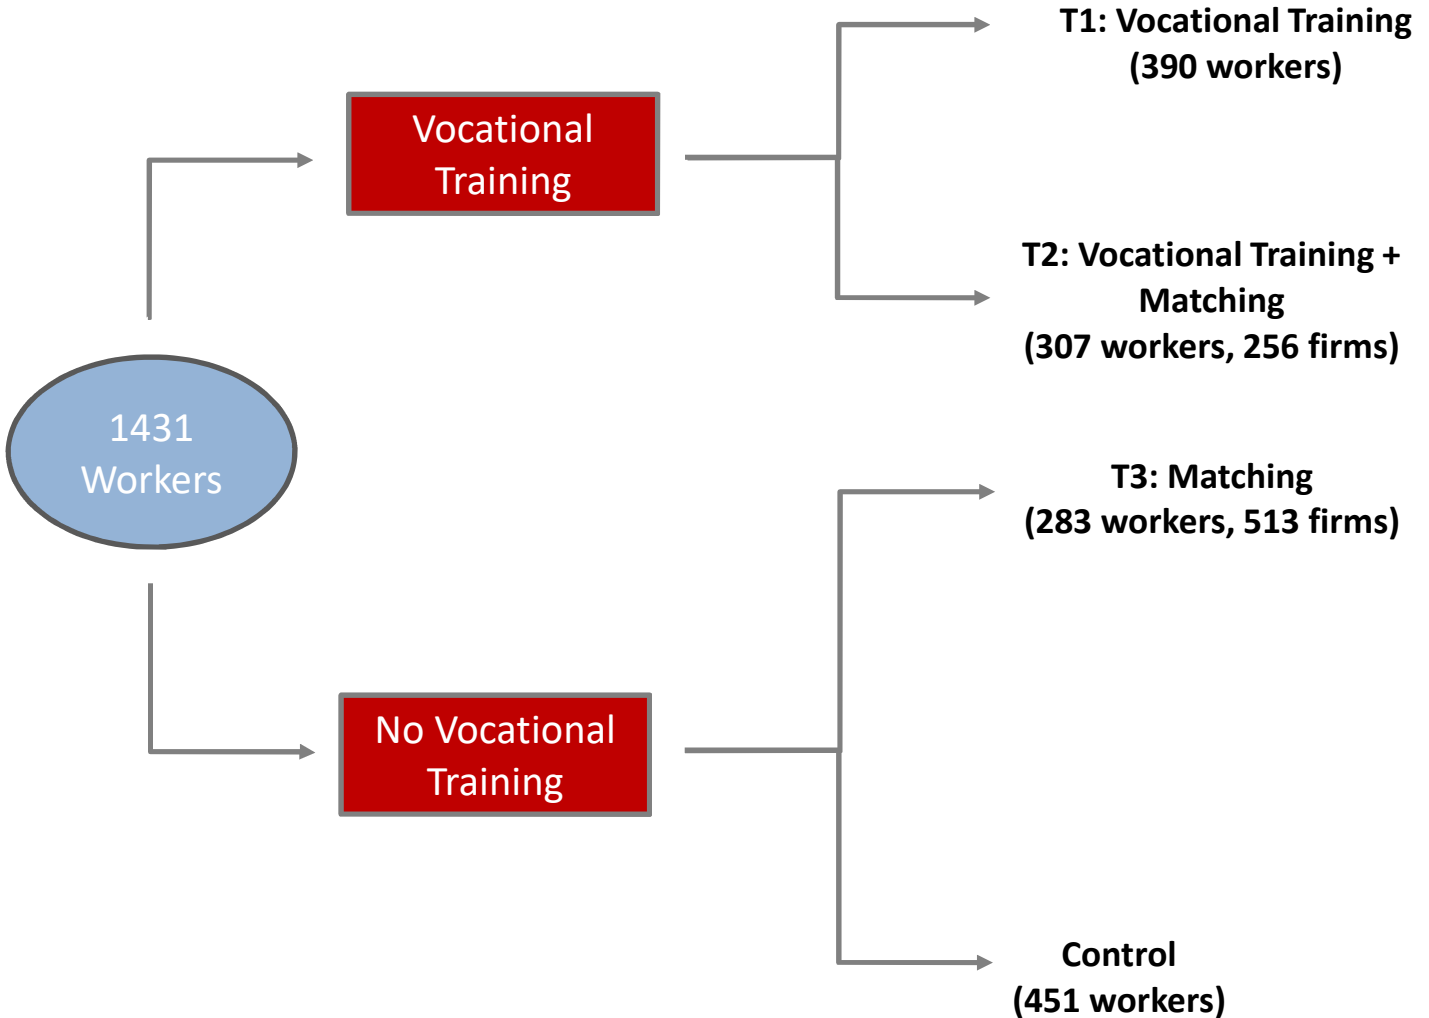 T1: Vocational Training
(390 workers)
Vocational
Training
T2: Vocational Training +
Matching
(307 workers, 256 firms)
1431
Workers
T3: Matching
(283 workers, 513 firms)
No Vocational
Training
Control
(451 workers)